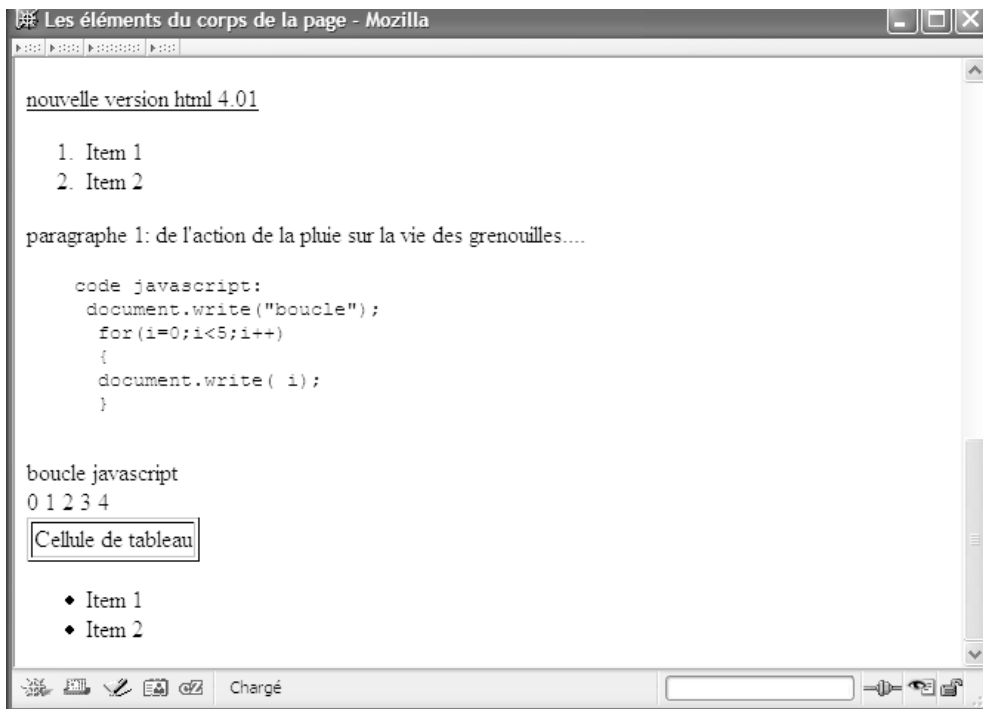 Les éléments du corps de la page - Mozilla
nouvelle version html 4.01
1. Item 1
2. Item 2
paragraphe 1: de l'action de la pluie sur la vie des grenouilles....
code javascript:
document.write("boucle");
for(i=0;i<5;i++)
{
document.write( i);
}
boucle javascript
0 1 2 3 4
Cellule de tableau
• Item 1
• Item 2
Chargé